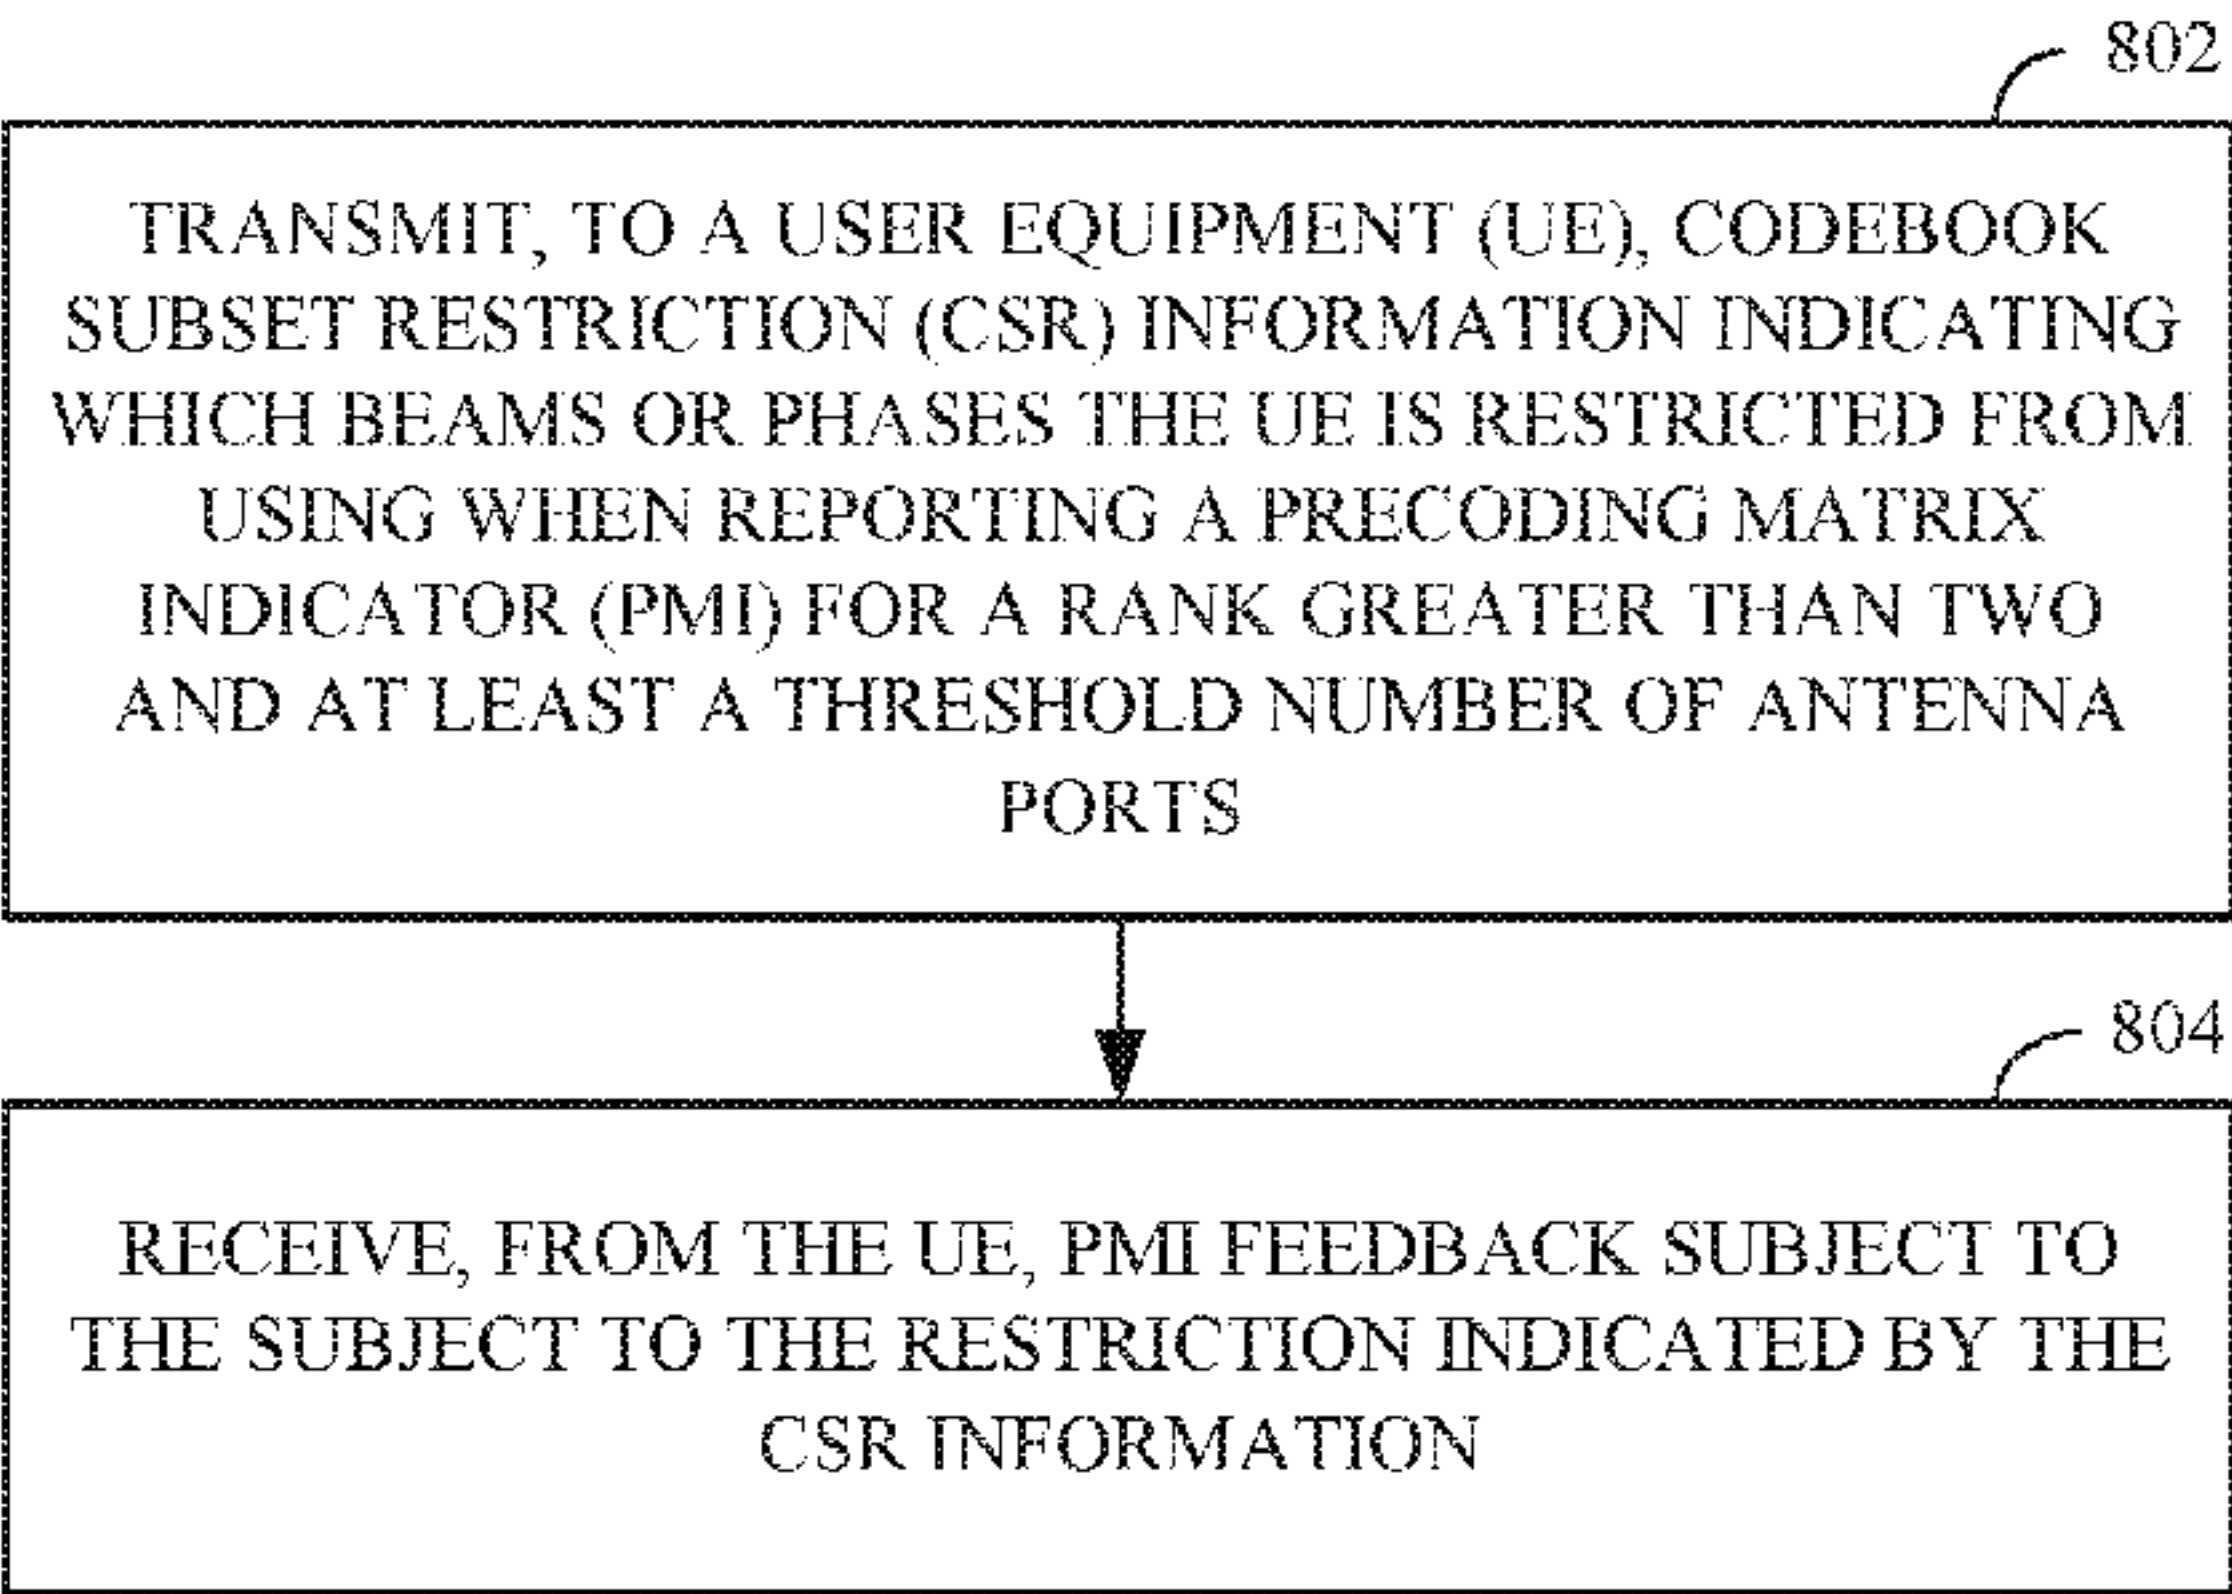 802
TRANSMIT, TO A USER EQUIPMENT (UE), CODEBOOK
SUBSET RESTRICTION (CSR) INFORMATION INDICATING
WHICH BEAMS OR PHASES THE UE IS RESTRICTED FROM
USING WHEN REPORTING A PRECODING MATRIX
INDICATOR (PMI) FOR A RANK GREATER THAN TWO
AND AT LEAST A THRESHOLD NUMBER OF ANTENNA
PORTS
804
RECEIVE, FROM THE UE, PMI FEEDBACK SUBJECT TO
THE SUBJECT TO THE RESTRICTION INDICATED BY THE
CSR INFORMATION